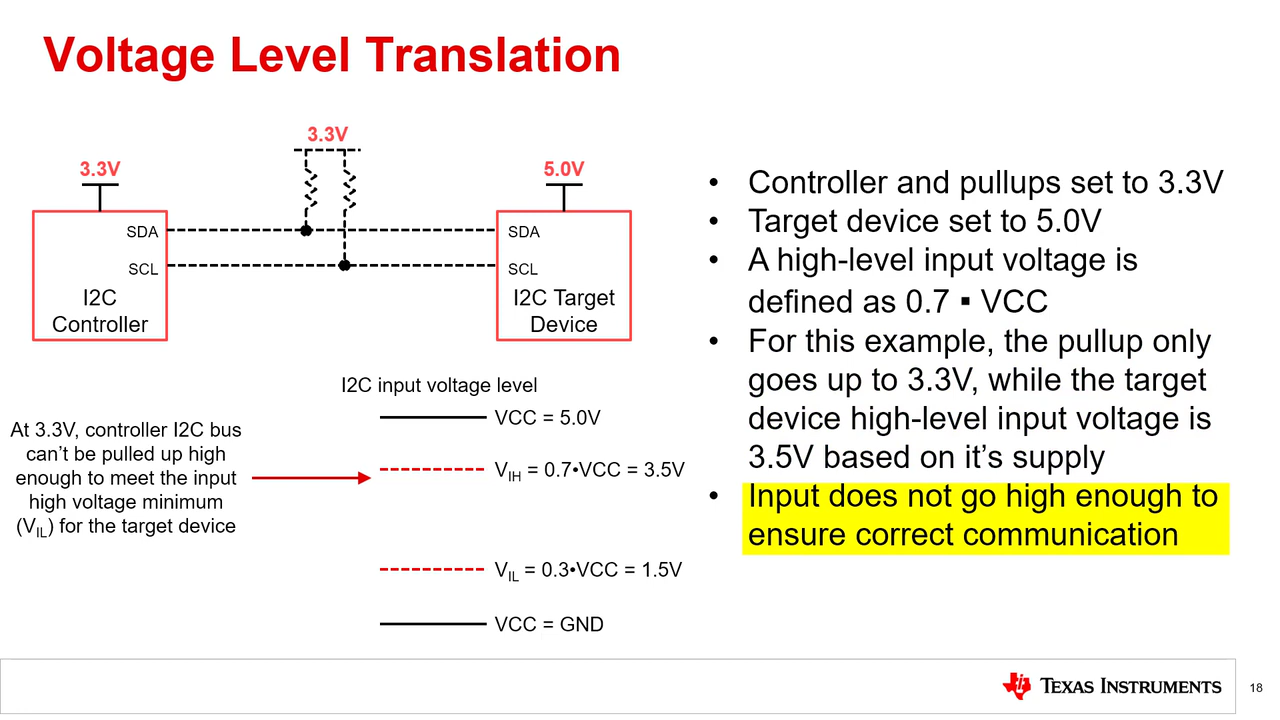 Voltage Level Translation
3.3V
3.3V
5.0V
SDA
SCL
I2C
Controller
SDA
SCL
I2C Target
Device
I2C input voltage level
VCC = 5.0V
At 3.3V, controller I2C bus
can't be pulled up high
enough to meet the input
high voltage minimum
(VIL) for the target device
VIH = 0.7•VCC = 3.5V
VIL = 0.3•VCC = 1.5V
VCC = GND
• Controller and pullups set to 3.3V
• Target device set to 5.0V
• A high-level input voltage is
defined as 0.7 ▪ VCC
• For this example, the pullup only
goes up to 3.3V, while the target
device high-level input voltage is
3.5V based on it's supply
• Input does not go high enough to
ensure correct communication
TEXAS INSTRUMENTS
18